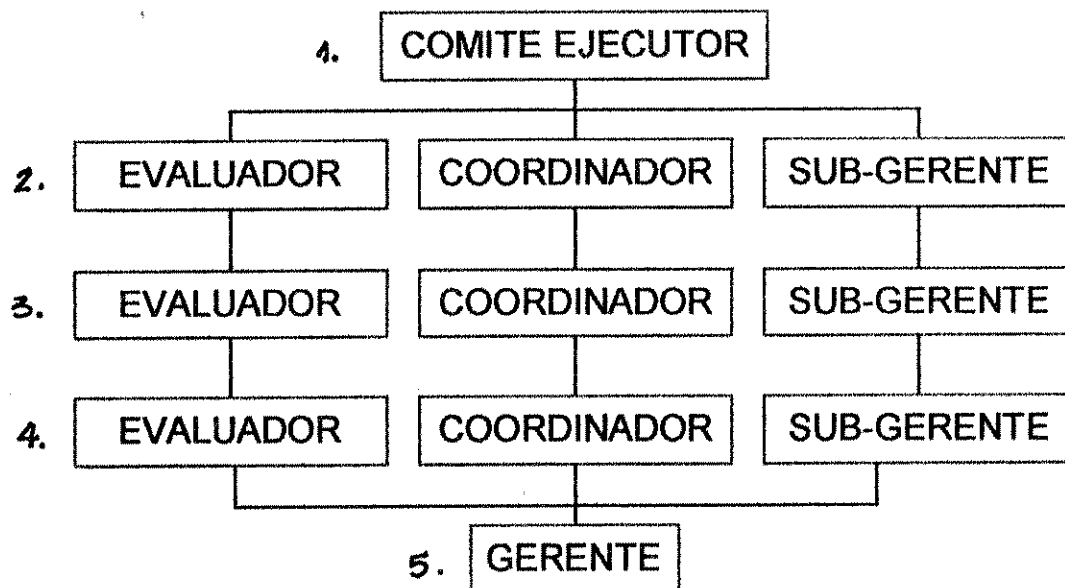 1. COMITE EJECUTOR
2. EVALUADOR COORDINADOR SUB-GERENTE
3. EVALUADOR COORDINADOR SUB-GERENTE
4. EVALUADOR COORDINADOR SUB-GERENTE
5. GERENTE